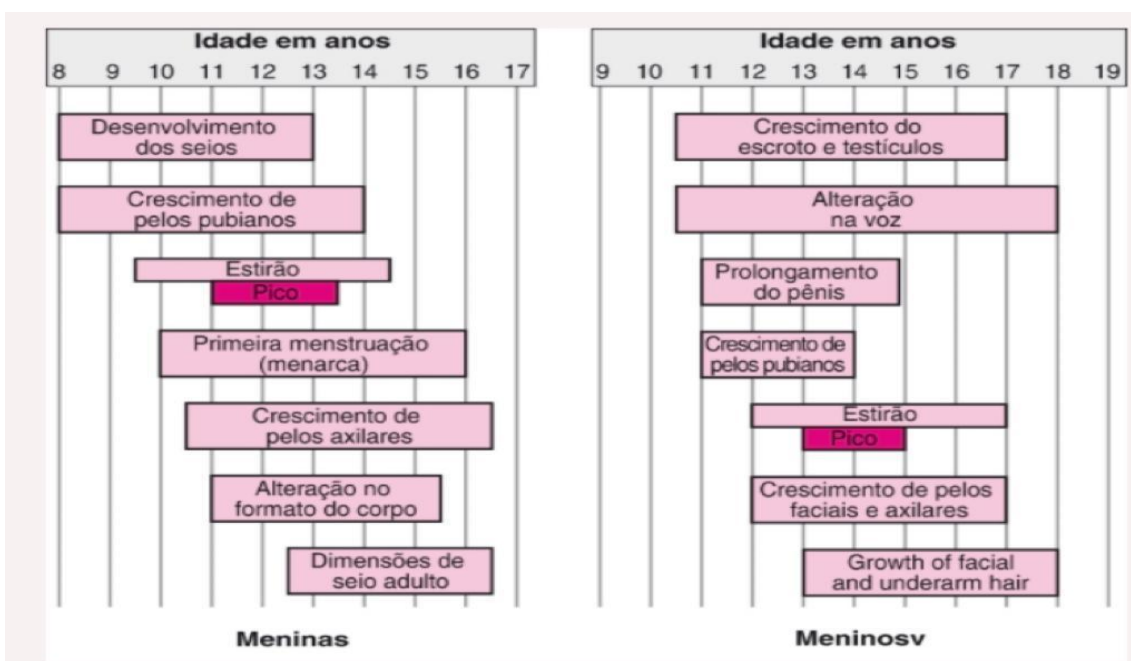 Idade em anos
8 9 10 11 12 13 14 15 16 17
Desenvolvimento
dos seios
Crescimento de
pelos pubianos
Estirão
Pico
Primeira menstruação
(menarca)
Crescimento de
pelos axilares
Alteração no
formato do corpo
Dimensões de
seio adulto
Meninas
Idade em anos
9 10 11 12 13 14 15 16 17 18 19
Crescimento do
escroto e testículos
Alteração
na voz
Prolongamento
do pênis
Crescimento de
pelos pubianos
Estirão
Pico
Crescimento de pelos
faciais e axilares
Growth of facial
and underarm hair
Meninosv